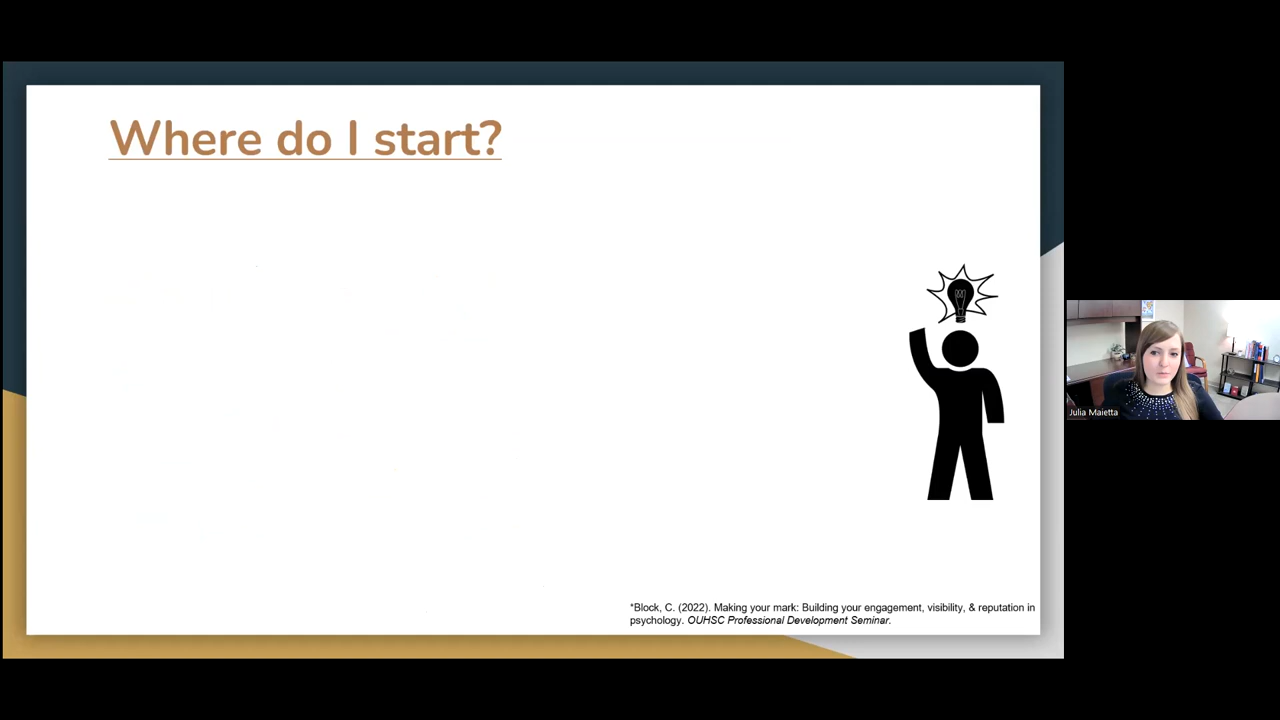 Where do I start?
Julia Maietta
*Block, C. (2022). Making your mark: Building your engagement, visibility, & reputation in
psychology. OUHSC Professional Development Seminar.